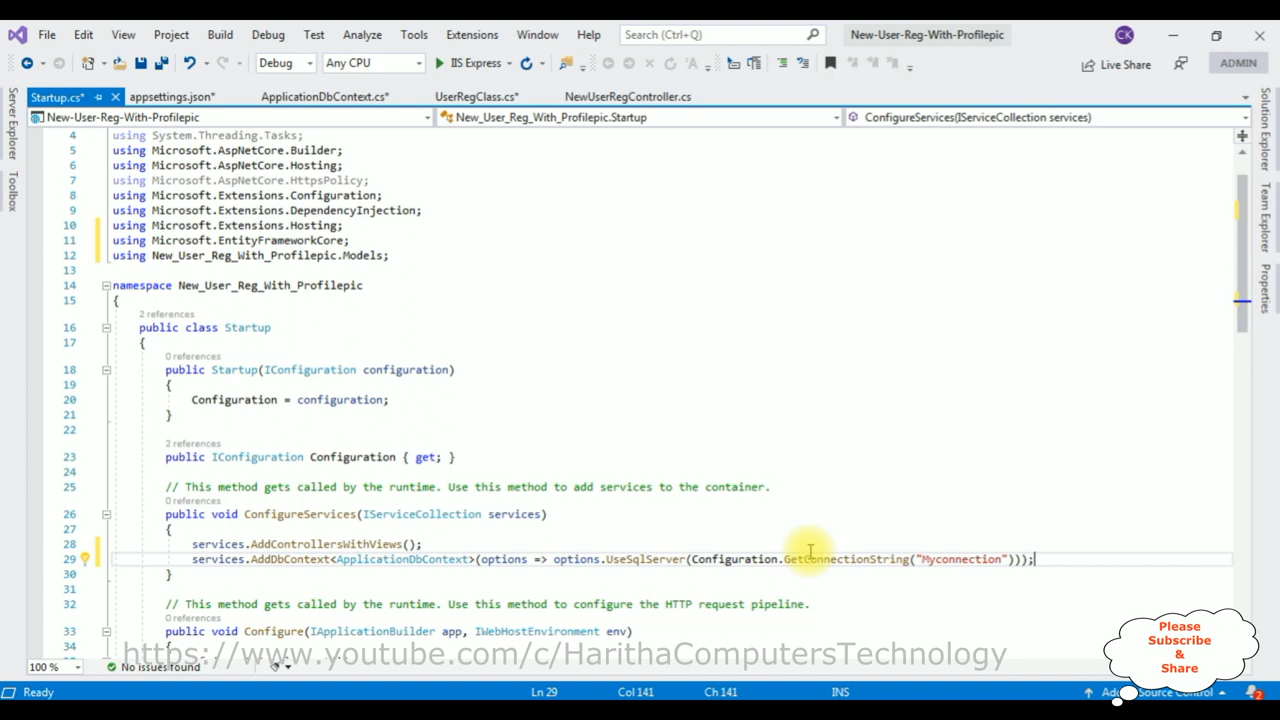 File Edit View Project Build Debug Test Analyze Tools Extensions Window Help Search (Ctrl+Q) New-User-Reg-With-Profilepic CK
Debug Any CPU IIS Express Live Share ADMIN
Server Explorer
Toolbox
Startup.cs* appsettings.json* ApplicationDbContext.cs* UserRegClass.cs* NewUserRegController.cs
New-User-Reg-With-Profilepic New_User_Reg_With_Profilepic.Startup ConfigureServices(IServiceCollection services)
4 using System.Threading.Tasks;
5 using Microsoft.AspNetCore.Builder;
6 using Microsoft.AspNetCore.Hosting;
7 using Microsoft.AspNetCore.HttpsPolicy;
8 using Microsoft.Extensions.Configuration;
9 using Microsoft.Extensions.DependencyInjection;
10 using Microsoft.Extensions.Hosting;
11 using Microsoft.EntityFrameworkCore;
12 using New_User_Reg_With_Profilepic.Models;
13
14 namespace New_User_Reg_With_Profilepic
15 {
2 references
16 public class Startup
17 {
0 references
18 public Startup(IConfiguration configuration)
19 {
20 Configuration = configuration;
21 }
22
2 references
23 public IConfiguration Configuration { get; }
24
25 // This method gets called by the runtime. Use this method to add services to the container.
0 references
26 public void ConfigureServices(IServiceCollection services)
27 {
28 services.AddControllersWithViews();
29 services.AddDbContext<ApplicationDbContext>(options => options.UseSqlServer(Configuration.GetConnectionString("Myconnection")));
30 }
31
32 // This method gets called by the runtime. Use this method to configure the HTTP request pipeline.
0 references
33 public void Configure(IApplicationBuilder app, IWebHostEnvironment env)
34 {
https://www.youtube.com/c/HarithaComputersTechnology
100 % No issues found
Solution Explorer
Team Explorer
Properties
Please
Subscribe
&
Share
Ready Ln 29 Col 141 Ch 141 INS Source Control 2